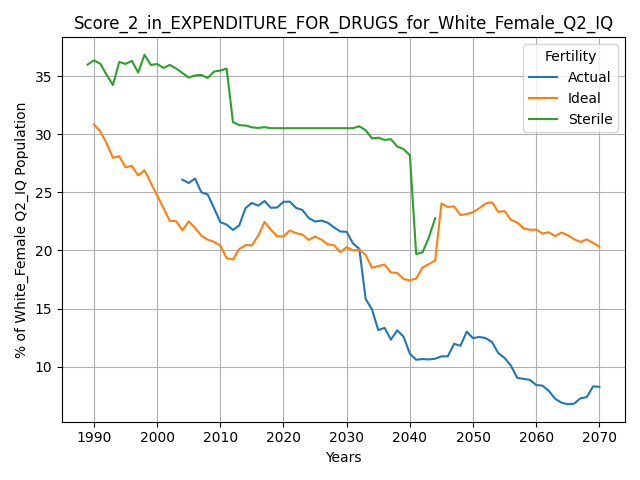 Score_2_in_EXPENDITURE_FOR_DRUGS_for_White_Female_Q2_IQ
Fertility
Actual
Ideal
Sterile
% of White_Female Q2_IQ Population
35
30
25
20
15
10
1990 2000 2010 2020 2030 2040 2050 2060 2070
Years